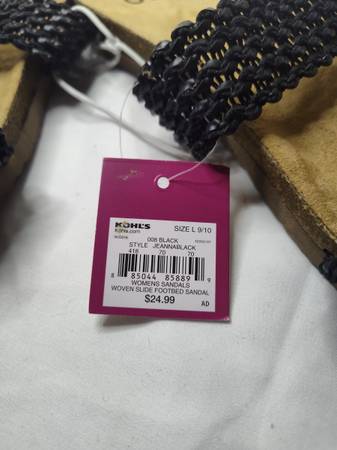 KOHL'S SIZE L 9/10
Kohls.com
008 BLACK
STYLE JEANNABLACK
418 70 70
8 85044 85889 9
WOMENS SANDALS
WOVEN SLIDE FOOTBED SANDAL
$24.99 AD